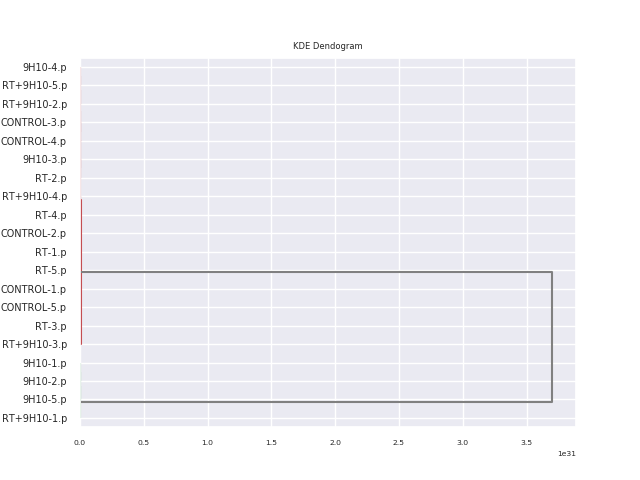 KDE Dendogram
9H10-4.p
RT+9H10-5.p
RT+9H10-2.p
CONTROL-3.p
CONTROL-4.p
9H10-3.p
RT-2.p
RT+9H10-4.p
RT-4.p
CONTROL-2.p
RT-1.p
RT-5.p
CONTROL-1.p
CONTROL-5.p
RT-3.p
RT+9H10-3.p
9H10-1.p
9H10-2.p
9H10-5.p
RT+9H10-1.p
0.0 0.5 1.0 1.5 2.0 2.5 3.0 3.5
1e31